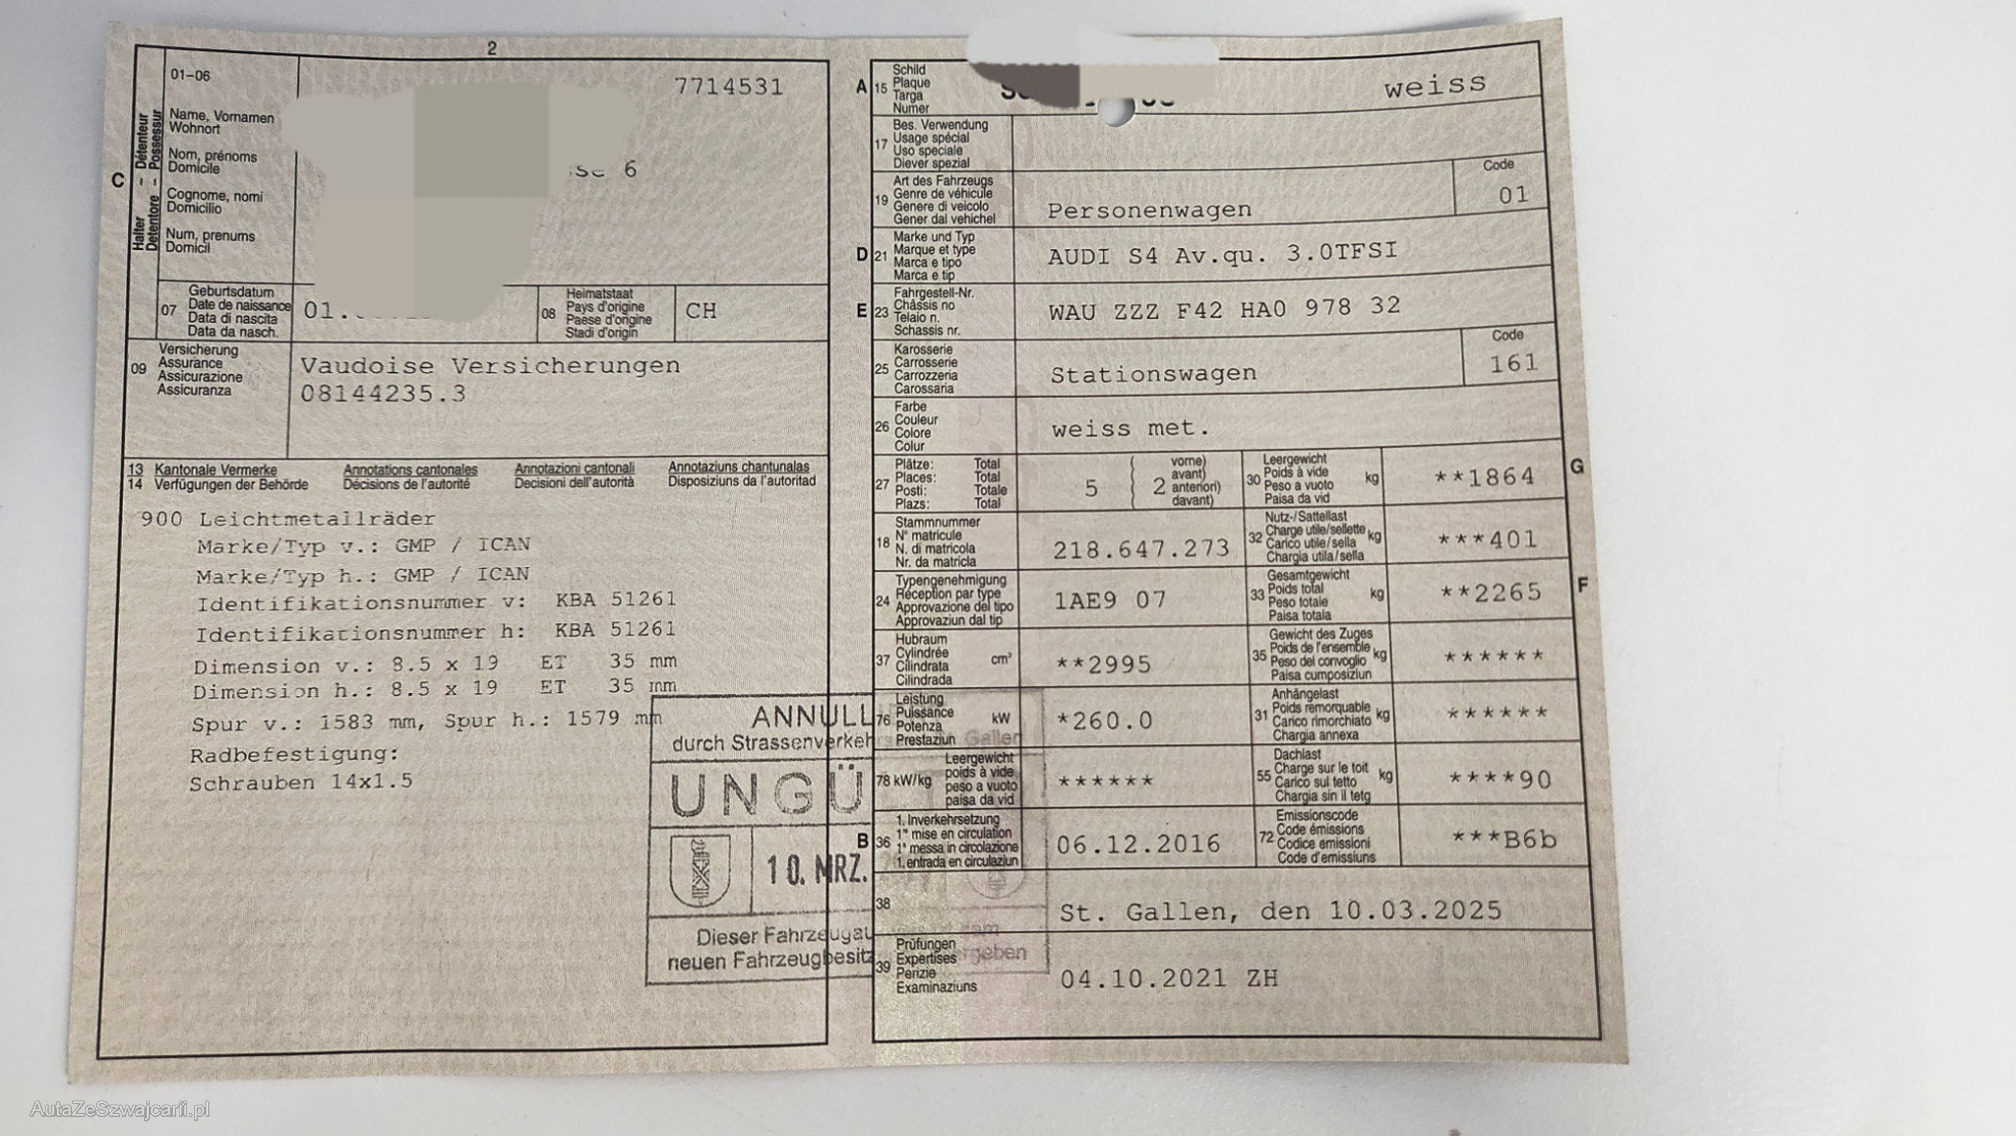 2
01-06
7714531
C
Halter - Détenteur
Detentore - Possessur
Name, Vornamen
Wohnort
Nom, prénoms
Domicile
6
Cognome, nomi
Domicilio
Num, prenums
Domicil
07
Geburtsdatum
Date de naissance
Data di nascita
Data da nasch.
01.
08
Heimatstaat
Pays d'origine
Paese d'origine
Stadi d'origin
CH
09
Versicherung
Assurance
Assicurazione
Assicuranza
Vaudoise Versicherungen
08144235.3
13 Kantonale Vermerke Annotations cantonales Annotazioni cantonali Annotaziuns chantunalas
14 Verfügungen der Behörde Décisions de l'autorité Decisioni dell'autorità Disposiziuns da l'autoritad
900 Leichtmetallräder
Marke/Typ v.: GMP / ICAN
Marke/Typ h.: GMP / ICAN
Identifikationsnummer v: KBA 51261
Identifikationsnummer h: KBA 51261
Dimension v.: 8.5 x 19 ET 35 mm
Dimension h.: 8.5 x 19 ET 35 mm
Spur v.: 1583 mm, Spur h.: 1579 mm
Radbefestigung:
Schrauben 14x1.5
ANNULL
durch Strassenverkeh
UNGÜ
10. MRZ.
Dieser Fahrzeugau
neuen Fahrzeugbesitz
A
15
Schild
Plaque
Targa
Numer
weiss
17
Bes. Verwendung
Usage spécial
Uso speciale
Diever spezial
19
Art des Fahrzeugs
Genre de véhicule
Genere di veicolo
Gener dal vehichel
Personenwagen
Code
01
D
21
Marke und Typ
Marque et type
Marca e tipo
Marca e tip
AUDI S4 Av.qu. 3.0TFSI
E
23
Fahrgestell-Nr.
Châssis no
Telaio n.
Schassis nr.
WAU ZZZ F42 HA0 978 32
25
Karosserie
Carrosserie
Carrozzeria
Carossaria
Stationswagen
Code
161
26
Farbe
Couleur
Colore
Colur
weiss met.
27
Plätze: Total
Places: Total
Posti: Totale
Plazs: Total
5
2
vorne)
avant)
anteriori)
davant)
30
Leergewicht
Poids à vide
Peso a vuoto
Paisa da vid
kg
**1864
G
18
Stammnummer
N° matricule
N. di matricola
Nr. da matricla
218.647.273
32
Nutz-/Sattellast
Charge utile/sellette
Carico utile/sella
Chargia utila/sella
kg
***401
24
Typengenehmigung
Réception par type
Approvazione del tipo
Approvaziun dal tip
1AE9 07
33
Gesamtgewicht
Poids total
Peso totale
Paisa totala
kg
**2265
F
37
Hubraum
Cylindrée
Cilindrata
Cilindrada
cm³
**2995
35
Gewicht des Zuges
Poids de l'ensemble
Peso del convoglio
Paisa cumposiziun
kg
******
76
Leistung
Puissance
Potenza
Prestaziun
kW
*260.0
Gallen
31
Anhängelast
Poids remorquable
Carico rimorchiato
Chargia annexa
kg
******
78 kW/kg
Leergewicht
poids à vide
peso a vuoto
paisa da vid
******
55
Dachlast
Charge sur le toit
Carico sul tetto
Chargia sin il tetg
kg
****90
B
36
1. Inverkehrsetzung
1re mise en circulation
1a messa in circolazione
1. entrada en circulaziun
06.12.2016
72
Emissionscode
Code émissions
Codice emissioni
Code d'emissiuns
***B6b
38
St. Gallen, den 10.03.2025
39
Prüfungen
Expertises
Perizie
Examinaziuns
04.10.2021 ZH
AutaZeSzwajcarii.pl